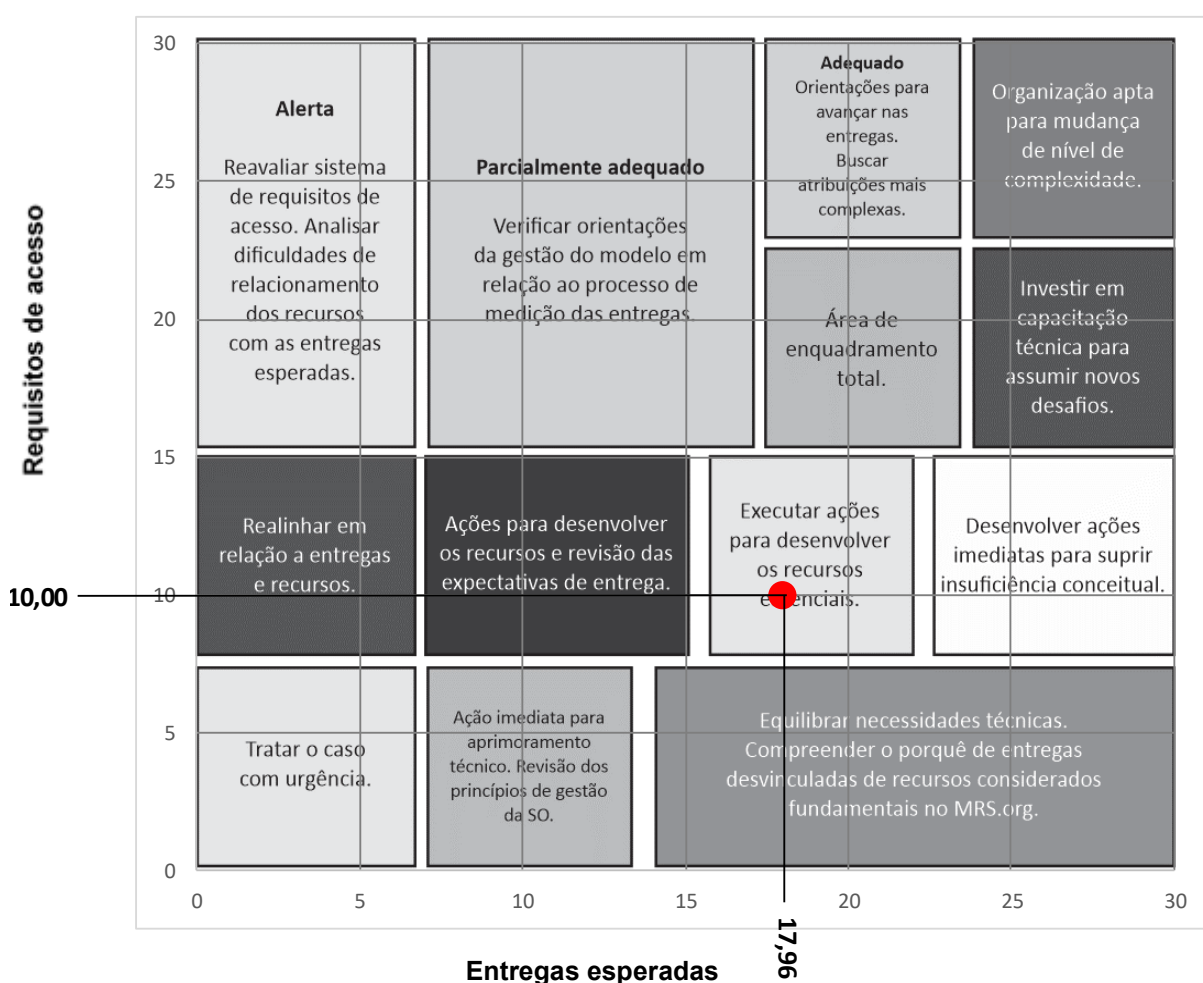 30
25
20
15
10
5
0
Requisitos de acesso
10,00
Alerta
Reavaliar sistema
de requisitos de
acesso. Analisar
dificuldades de
relacionamento
dos recursos
com as entregas
esperadas.
Parcialmente adequado
Verificar orientações
da gestão do modelo em
relação ao processo de
medição das entregas.
Adequado
Orientações para
avançar nas
entregas.
Buscar
atribuições mais
complexas.
Organização apta
para mudança
de nível de
complexidade.
Área de
enquadramento
total.
Investir em
capacitação
técnica para
assumir novos
desafios.
Realinhar em
relação a entregas
e recursos.
Ações para desenvolver
os recursos e revisão das
expectativas de entrega.
Executar ações
para desenvolver
os recursos
essenciais.
Desenvolver ações
imediatas para suprir
insuficiência conceitual.
Tratar o caso
com urgência.
Ação imediata para
aprimoramento
técnico. Revisão dos
princípios de gestão
da SO.
Equilibrar necessidades técnicas.
Compreender o porquê de entregas
desvinculadas de recursos considerados
fundamentais no MRS.org.
0 5 10 15 20 25 30
17,96
Entregas esperadas